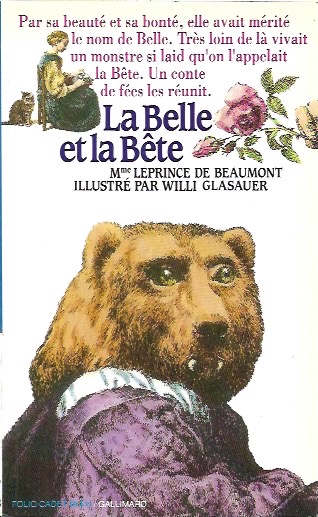 Par sa beauté et sa bonté, elle avait mérité
le nom de Belle. Très loin de là vivait
un monstre si laid qu'on l'appelait
la Bête. Un conte
de fées les réunit.
La Belle
et la Bête
Mme LEPRINCE DE BEAUMONT
ILLUSTRÉ PAR WILLI GLASAUER
FOLIO CADET / GALLIMARD